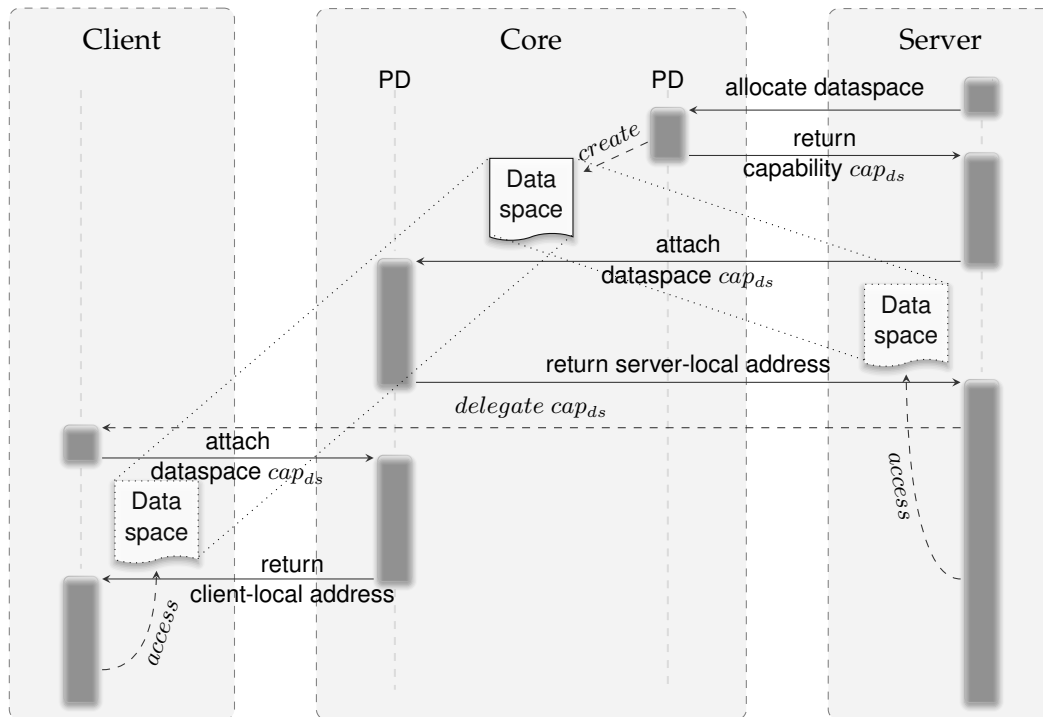 Client
Core
Server
PD
PD
allocate dataspace
create
return
capability cap_ds
Data
space
attach
dataspace cap_ds
Data
space
return server-local address
delegate cap_ds
attach
dataspace cap_ds
access
Data
space
return
client-local address
access